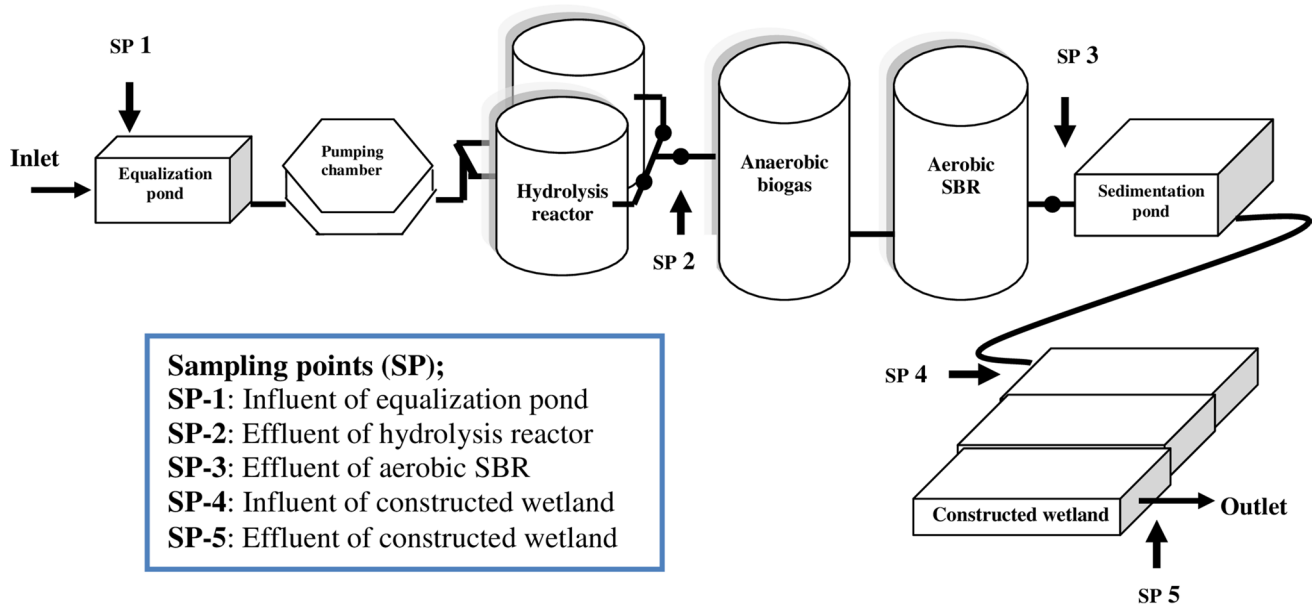 SP 1
SP 3
Inlet
Equalization
pond
Pumping
chamber
Hydrolysis
reactor
Anaerobic
biogas
Aerobic
SBR
Sedimentation
pond
SP 2
Sampling points (SP);
SP-1: Influent of equalization pond
SP-2: Effluent of hydrolysis reactor
SP-3: Effluent of aerobic SBR
SP-4: Influent of constructed wetland
SP-5: Effluent of constructed wetland
SP 4
Constructed wetland
Outlet
SP 5